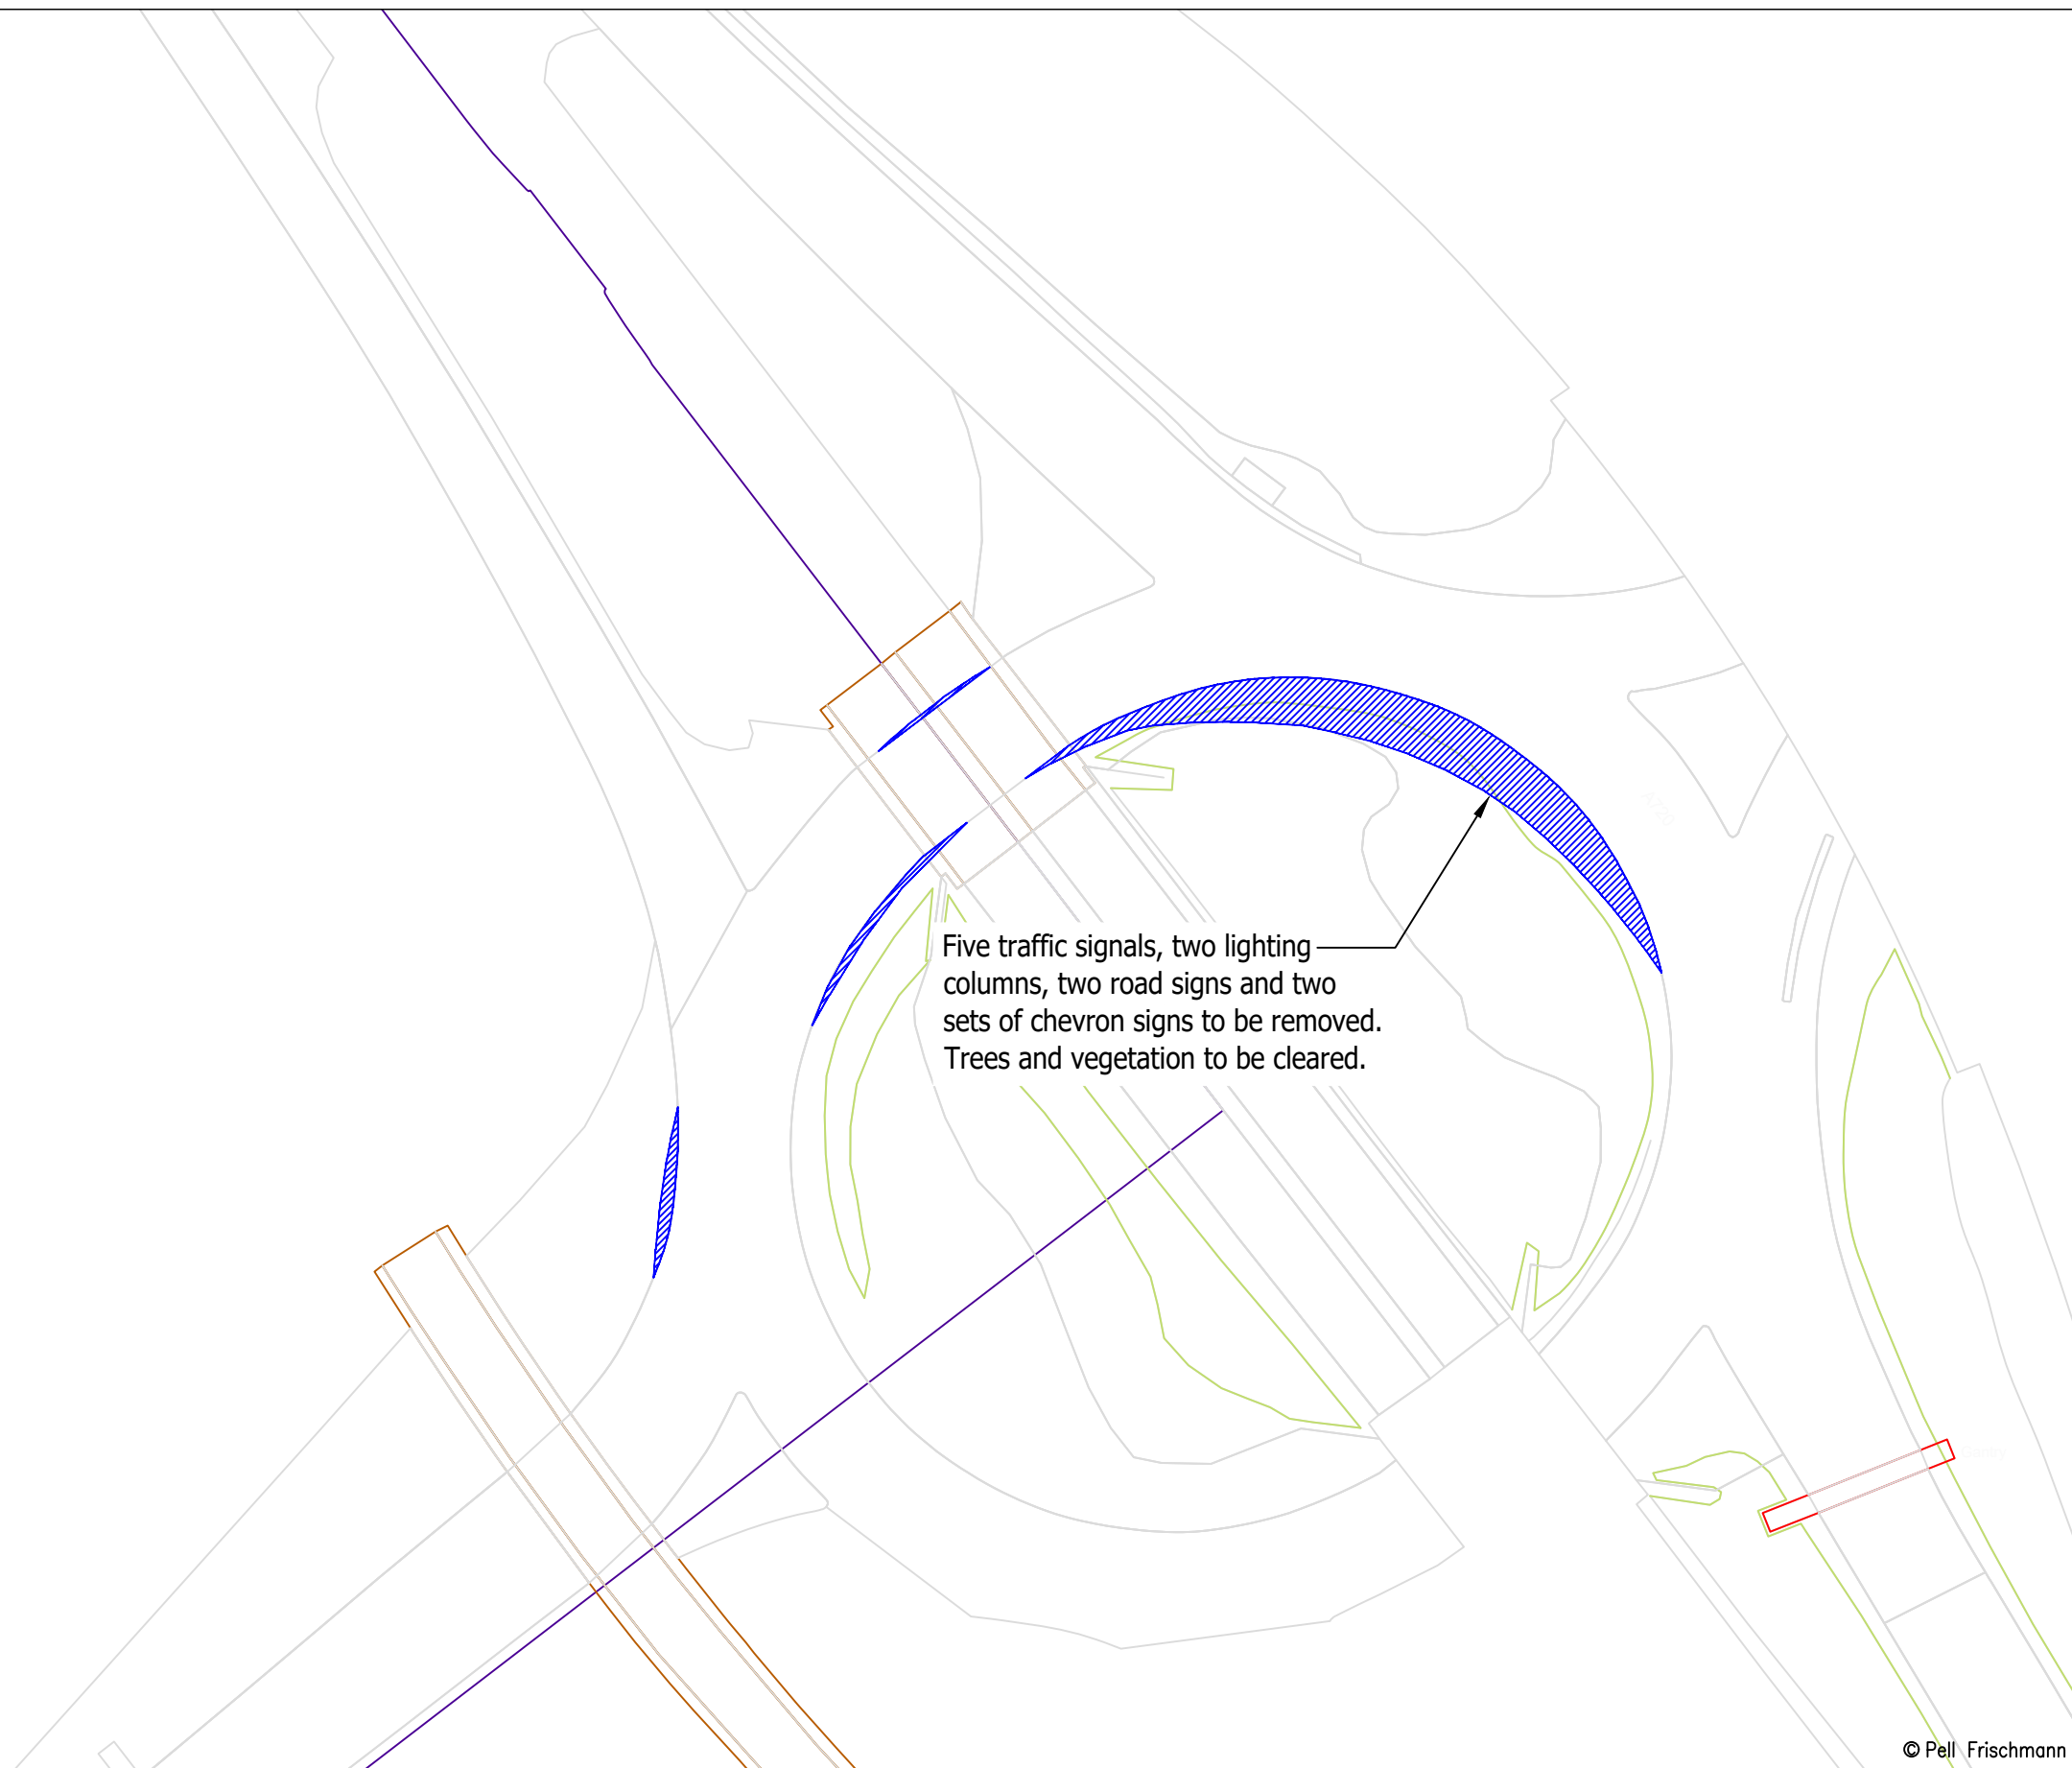 Five traffic signals, two lighting
columns, two road signs and two
sets of chevron signs to be removed.
Trees and vegetation to be cleared.
© Pell Frischmann